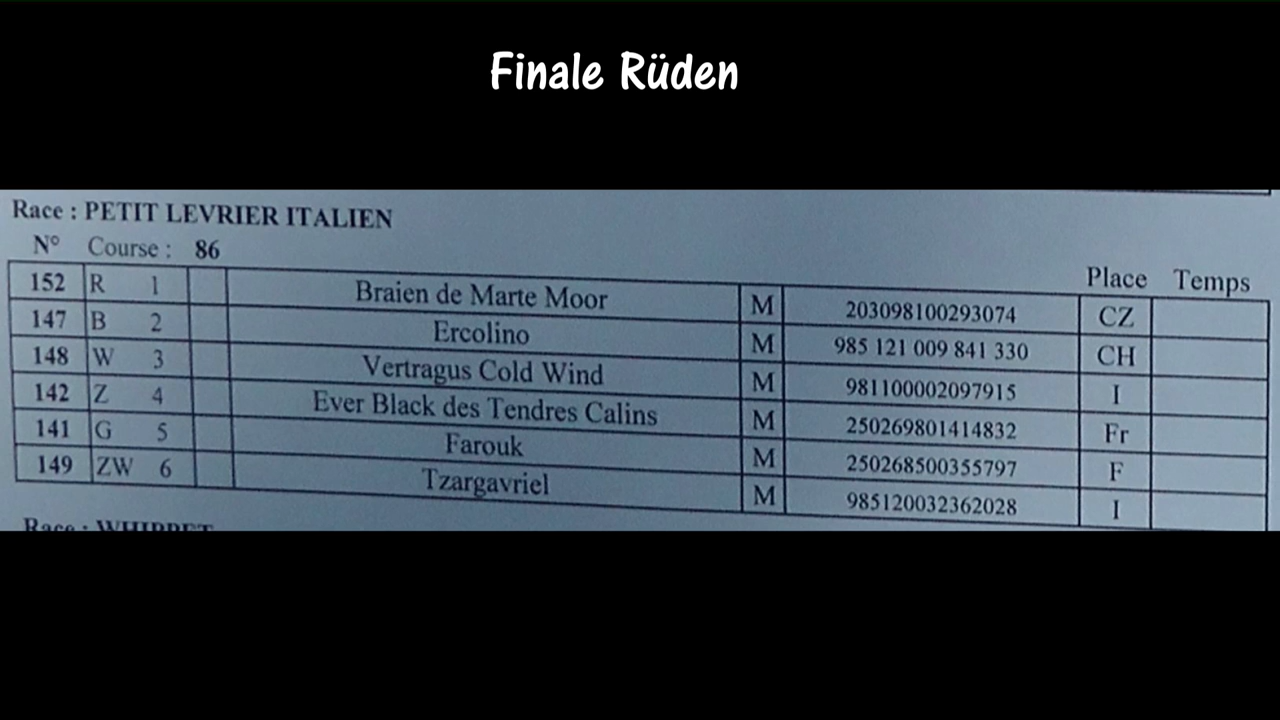 Finale Rüden
Race : PETIT LEVRIER ITALIEN
N° Course : 86 Place Temps
152 R 1 Braien de Marte Moor M 203098100293074 CZ
147 B 2 Ercolino M 985 121 009 841 330 CH
148 W 3 Vertragus Cold Wind M 981100002097915 I
142 Z 4 Ever Black des Tendres Calins M 250269801414832 Fr
141 G 5 Farouk M 250268500355797 F
149 ZW 6 Tzargavriel M 985120032362028 I
Race : WHIPPET